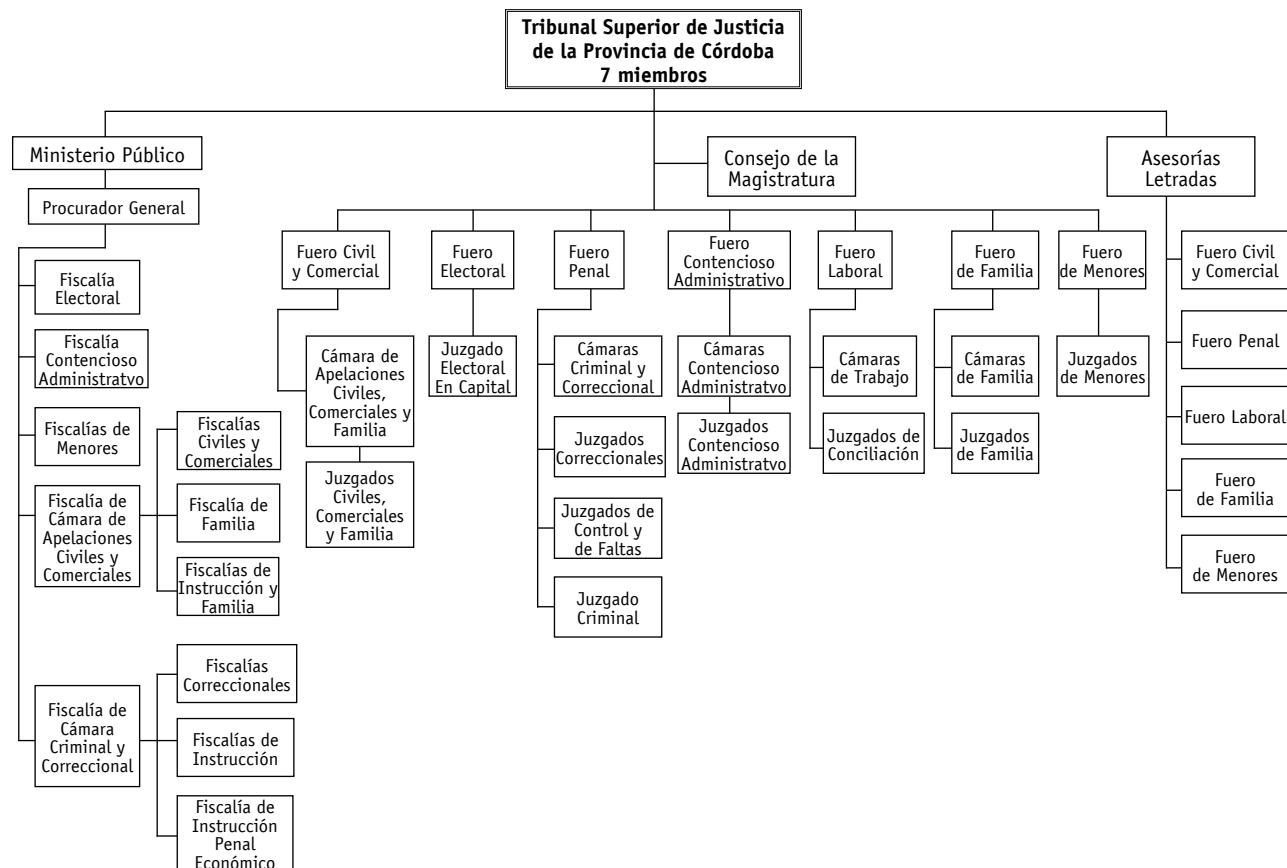 Tribunal Superior de Justicia
de la Provincia de Córdoba
7 miembros
Ministerio Público
Consejo de la
Magistratura
Asesorías
Letradas
Procurador General
Fiscalía
Electoral
Fiscalía
Contencioso
Administratvo
Fiscalías de
Menores
Fiscalía de
Cámara de
Apelaciones
Civiles y
Comerciales
Fiscalías
Civiles y
Comerciales
Fiscalía de
Familia
Fiscalías de
Instrucción y
Familia
Fiscalía de
Cámara
Criminal y
Correccional
Fiscalías
Correccionales
Fiscalías de
Instrucción
Fiscalía de
Instrucción
Penal
Económico
Fuero Civil
y Comercial
Cámara de
Apelaciones
Civiles,
Comerciales y
Familia
Juzgados
Civiles,
Comerciales
y Familia
Fuero
Electoral
Juzgado
Electoral
En Capital
Fuero
Penal
Cámaras
Criminal y
Correccional
Juzgados
Correccionales
Juzgados de
Control y
de Faltas
Juzgado
Criminal
Fuero
Contencioso
Administrativo
Cámaras
Contencioso
Administratvo
Juzgados
Contencioso
Administratvo
Fuero
Laboral
Cámaras
de Trabajo
Juzgados de
Conciliación
Fuero
de Familia
Cámaras
de Familia
Juzgados
de Familia
Fuero
de Menores
Juzgados
de Menores
Fuero Civil
y Comercial
Fuero Penal
Fuero Laboral
Fuero
de Familia
Fuero
de Menores